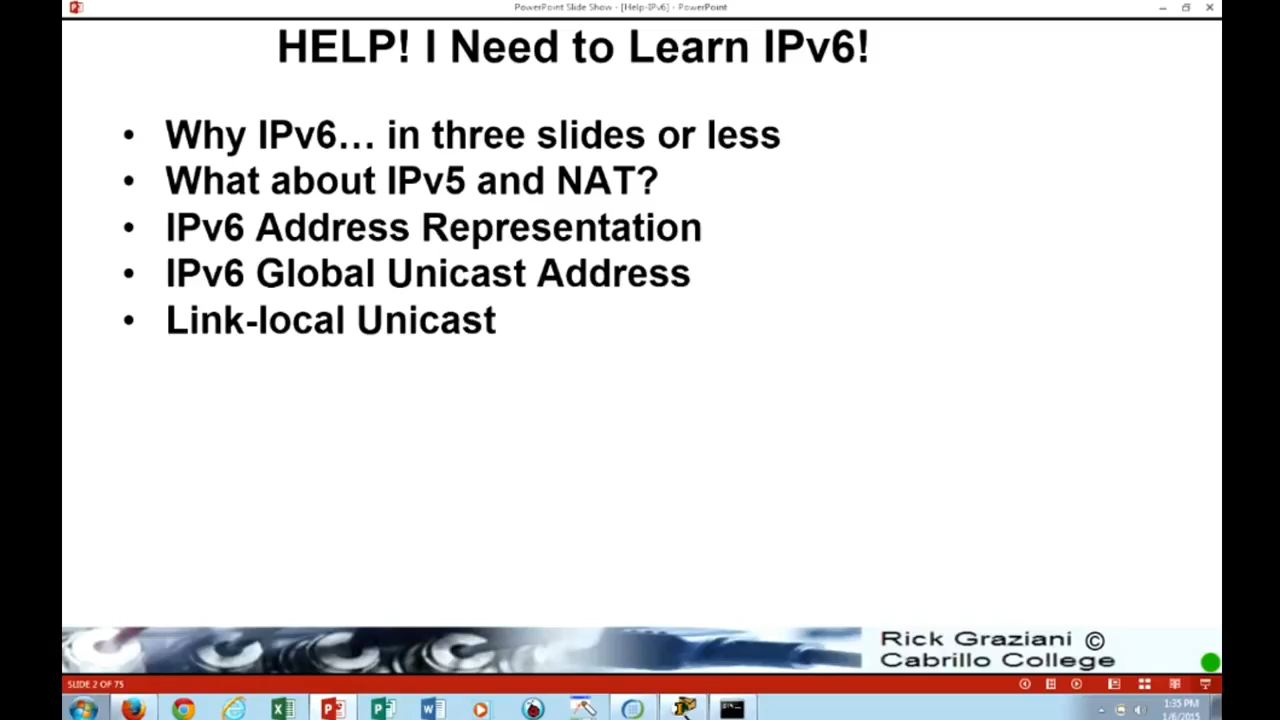 PowerPoint Slide Show - [Help-IPv6] - PowerPoint
HELP! I Need to Learn IPv6!
• Why IPv6… in three slides or less
• What about IPv5 and NAT?
• IPv6 Address Representation
• IPv6 Global Unicast Address
• Link-local Unicast
Rick Graziani ©
Cabrillo College
SLIDE 2 OF 75
1:35 PM
1/6/2015